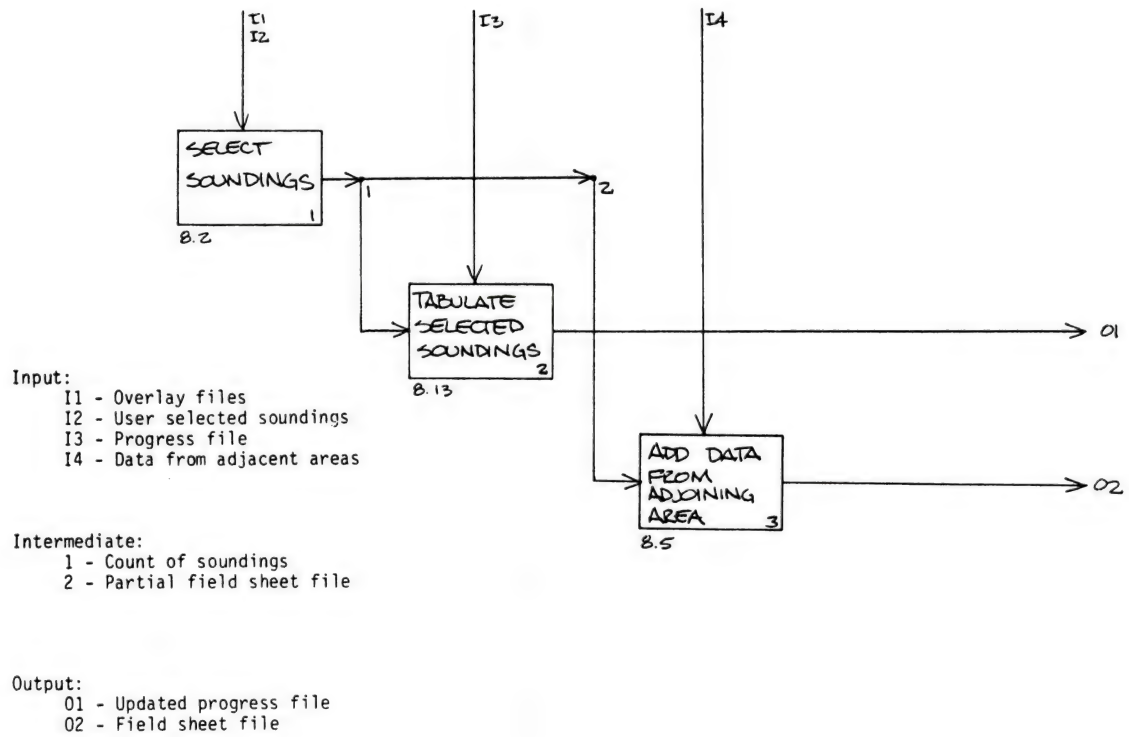 I1
I2
I3
I4
SELECT
SOUNDINGS
1
8.2
1
2
TABULATE
SELECTED
SOUNDINGS
2
8.13
O1
ADD DATA
FROM
ADJOINING
AREA
3
8.5
O2
Input:
I1 - Overlay files
I2 - User selected soundings
I3 - Progress file
I4 - Data from adjacent areas
Intermediate:
1 - Count of soundings
2 - Partial field sheet file
Output:
O1 - Updated progress file
O2 - Field sheet file